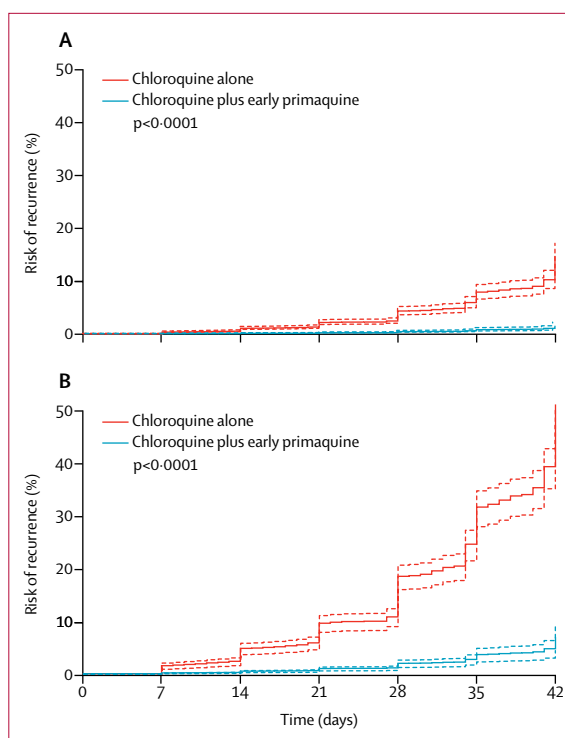 A
50
40
30
20
10
0
Risk of recurrence (%)
Chloroquine alone
Chloroquine plus early primaquine
p<0·0001
B
50
40
30
20
10
0
Risk of recurrence (%)
Chloroquine alone
Chloroquine plus early primaquine
p<0·0001
0 7 14 21 28 35 42
Time (days)